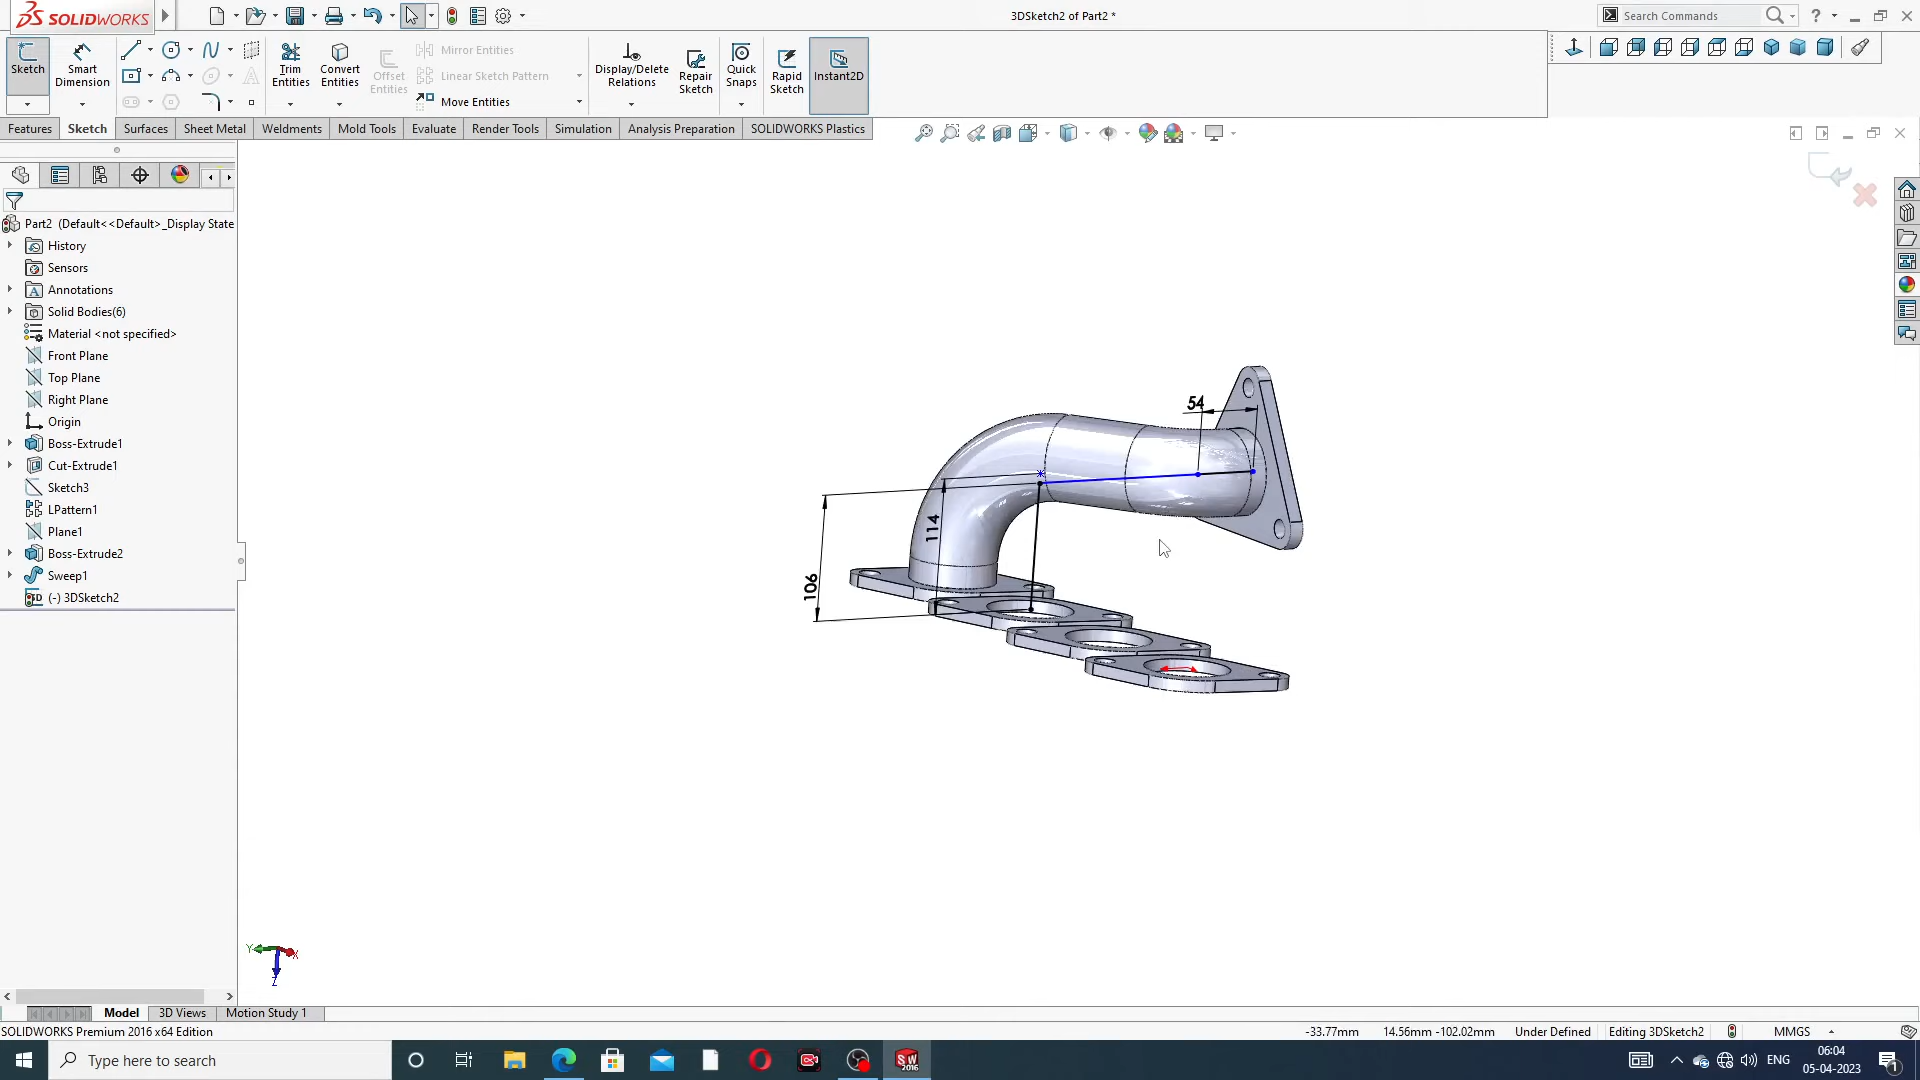 SOLIDWORKS
3DSketch2 of Part2 *
Search Commands
?
Sketch
Smart
Dimension
Trim
Entities
Convert
Entities
Offset
Entities
Mirror Entities
Linear Sketch Pattern
Move Entities
Display/Delete
Relations
Repair
Sketch
Quick
Snaps
Rapid
Sketch
Instant2D
Features
Sketch
Surfaces
Sheet Metal
Weldments
Mold Tools
Evaluate
Render Tools
Simulation
Analysis Preparation
SOLIDWORKS Plastics
Part2 (Default<<Default>_Display State
History
Sensors
Annotations
Solid Bodies(6)
Material <not specified>
Front Plane
Top Plane
Right Plane
Origin
Boss-Extrude1
Cut-Extrude1
Sketch3
LPattern1
Plane1
Boss-Extrude2
Sweep1
(-) 3DSketch2
54
114
106
Y
X
Z
Model
3D Views
Motion Study 1
SOLIDWORKS Premium 2016 x64 Edition
-33.77mm
14.56mm -102.02mm
Under Defined
Editing 3DSketch2
MMGS
Type here to search
SW
2016
ENG
06:04
05-04-2023
1